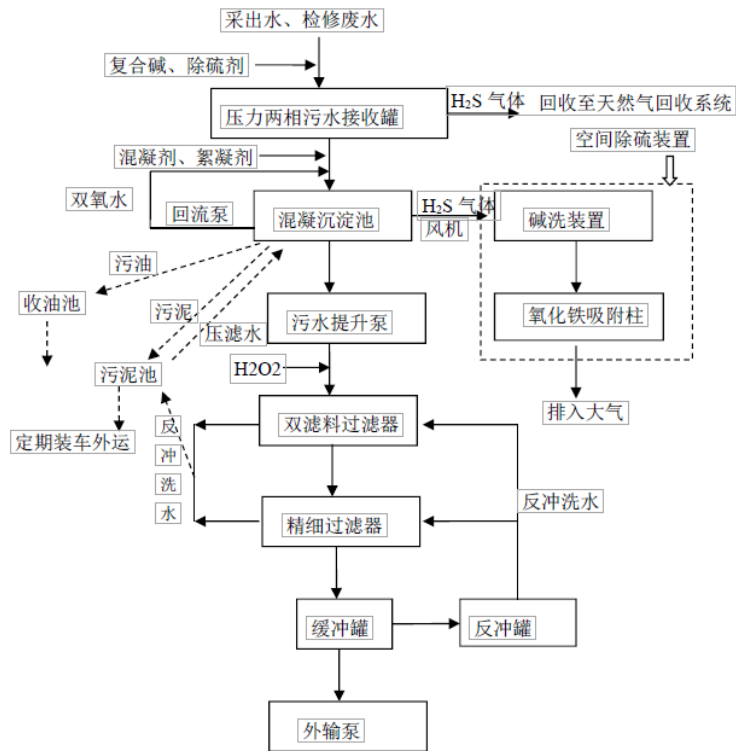 采出水、检修废水
复合碱、除硫剂
压力两相污水接收罐
H₂S 气体
回收至天然气回收系统
空间除硫装置
混凝剂、絮凝剂
双氧水
回流泵
混凝沉淀池
H₂S 气体
风机
碱洗装置
污油
收油池
污泥
压滤水
污水提升泵
氧化铁吸附柱
H2O2
污泥池
排入大气
定期装车外运
反冲洗水
双滤料过滤器
反冲洗水
精细过滤器
缓冲罐
反冲罐
外输泵